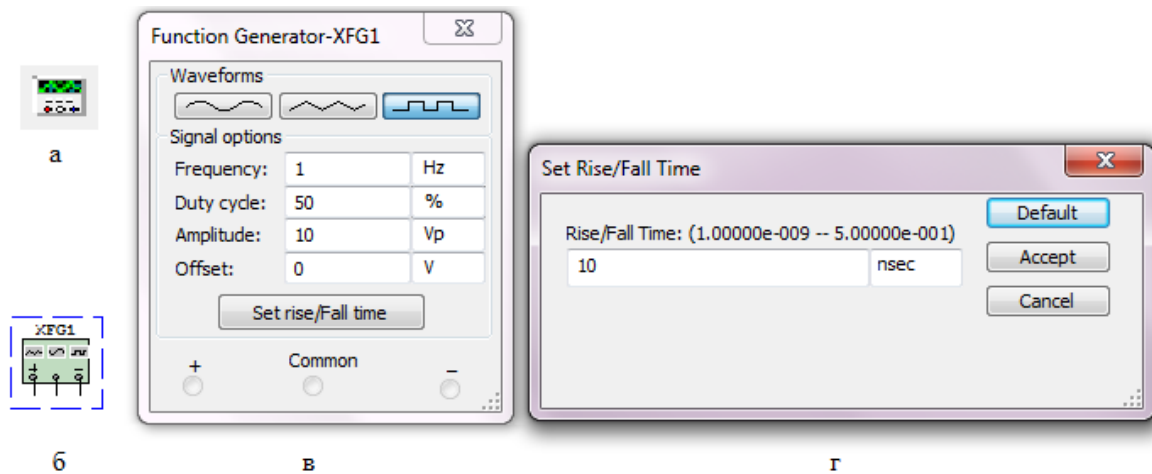 Function Generator-XFG1
Waveforms
Signal options
Frequency: 1 Hz
Duty cycle: 50 %
Amplitude: 10 Vp
Offset: 0 V
Set rise/Fall time
+ Common −
Set Rise/Fall Time
Default
Rise/Fall Time: (1.00000e-009 -- 5.00000e-001)
10 nsec
Accept
Cancel
XFG1
+ −
а
б
в
г